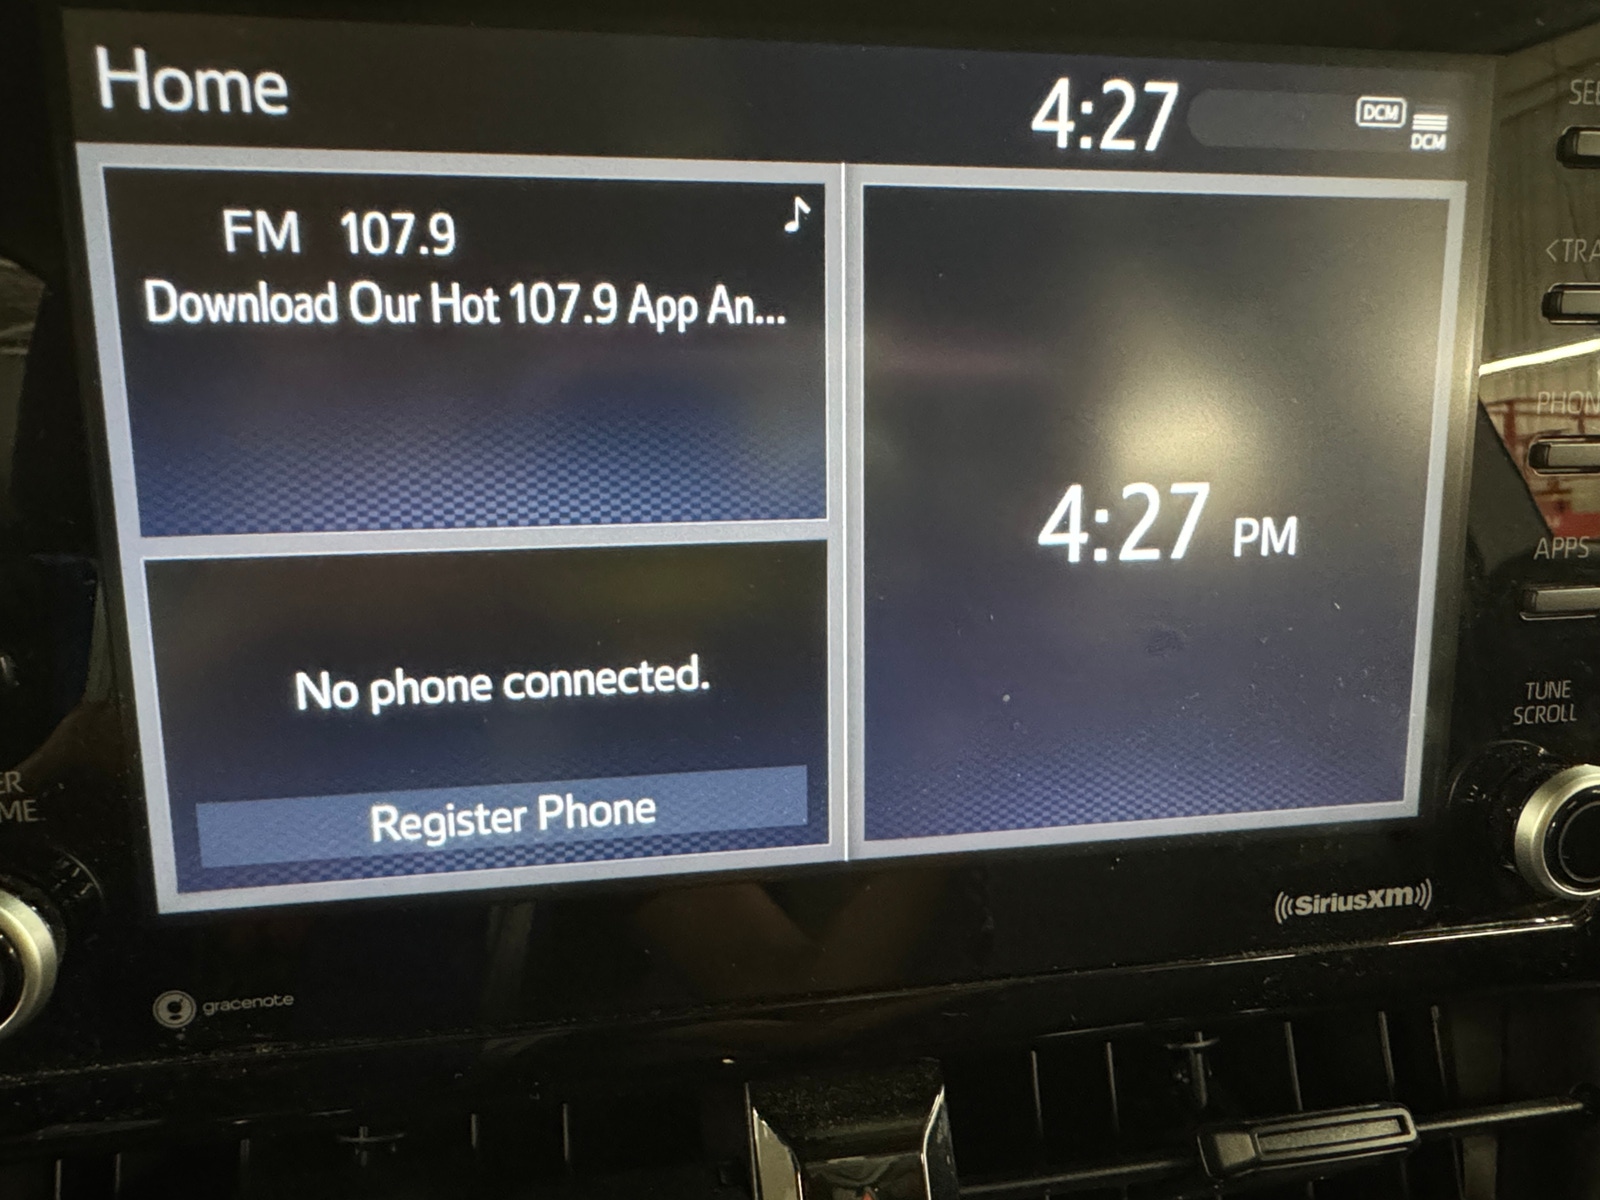 Home
4:27
DCM
DCM
FM 107.9
Download Our Hot 107.9 App An...
4:27 PM
No phone connected.
Register Phone
APPS
TUNE
SCROLL
SiriusXM
gracenote